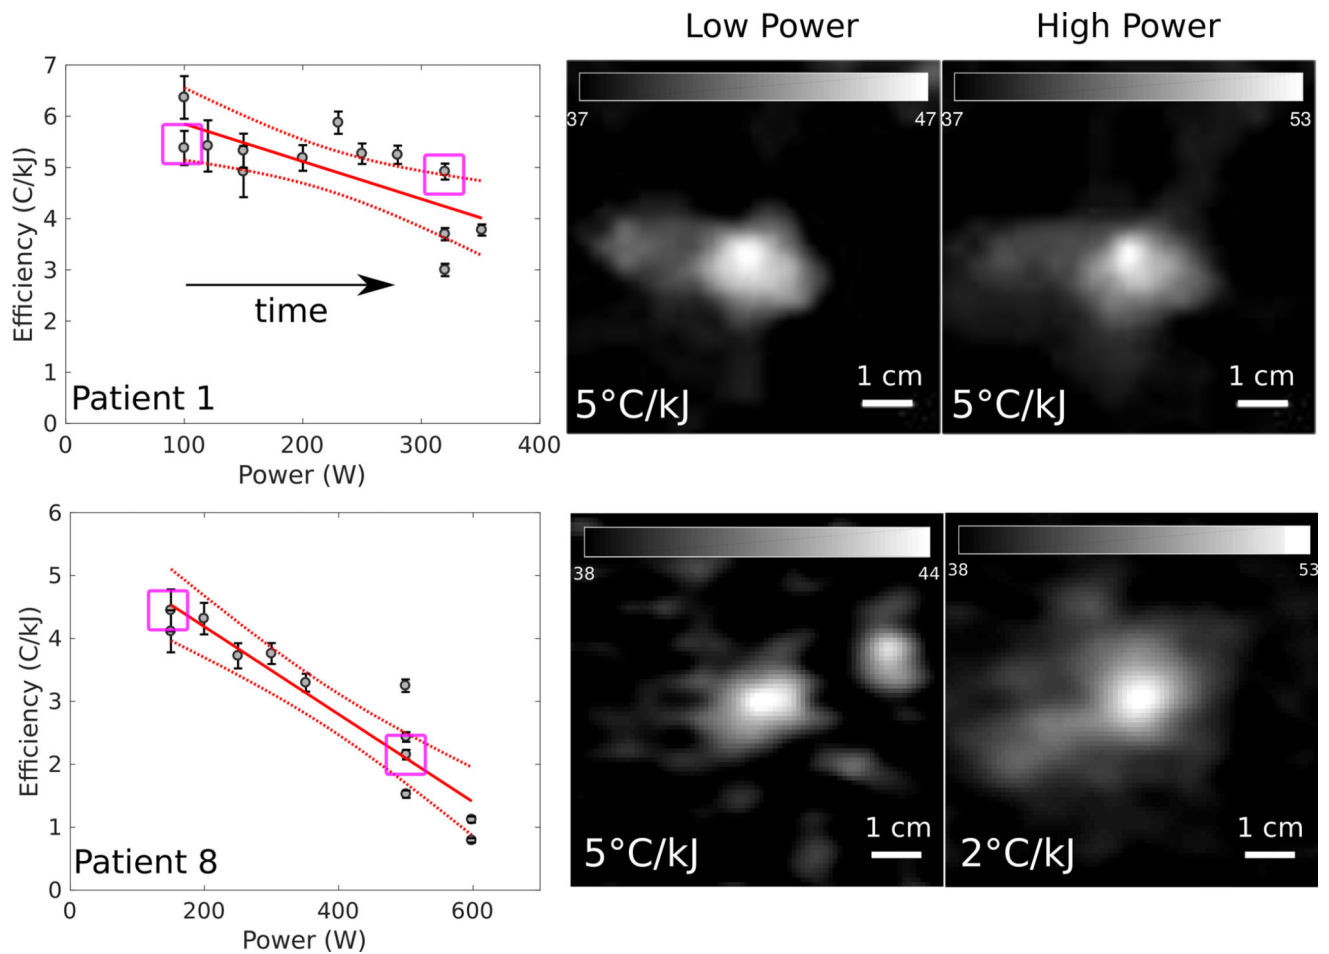 Low Power
High Power
7
6
5
4
3
2
1
0
Efficiency (C/kJ)
time
Patient 1
0
100
200
300
400
Power (W)
37
47
5°C/kJ
1 cm
37
53
5°C/kJ
1 cm
6
5
4
3
2
1
0
Efficiency (C/kJ)
Patient 8
0
200
400
600
Power (W)
38
44
5°C/kJ
1 cm
38
53
2°C/kJ
1 cm